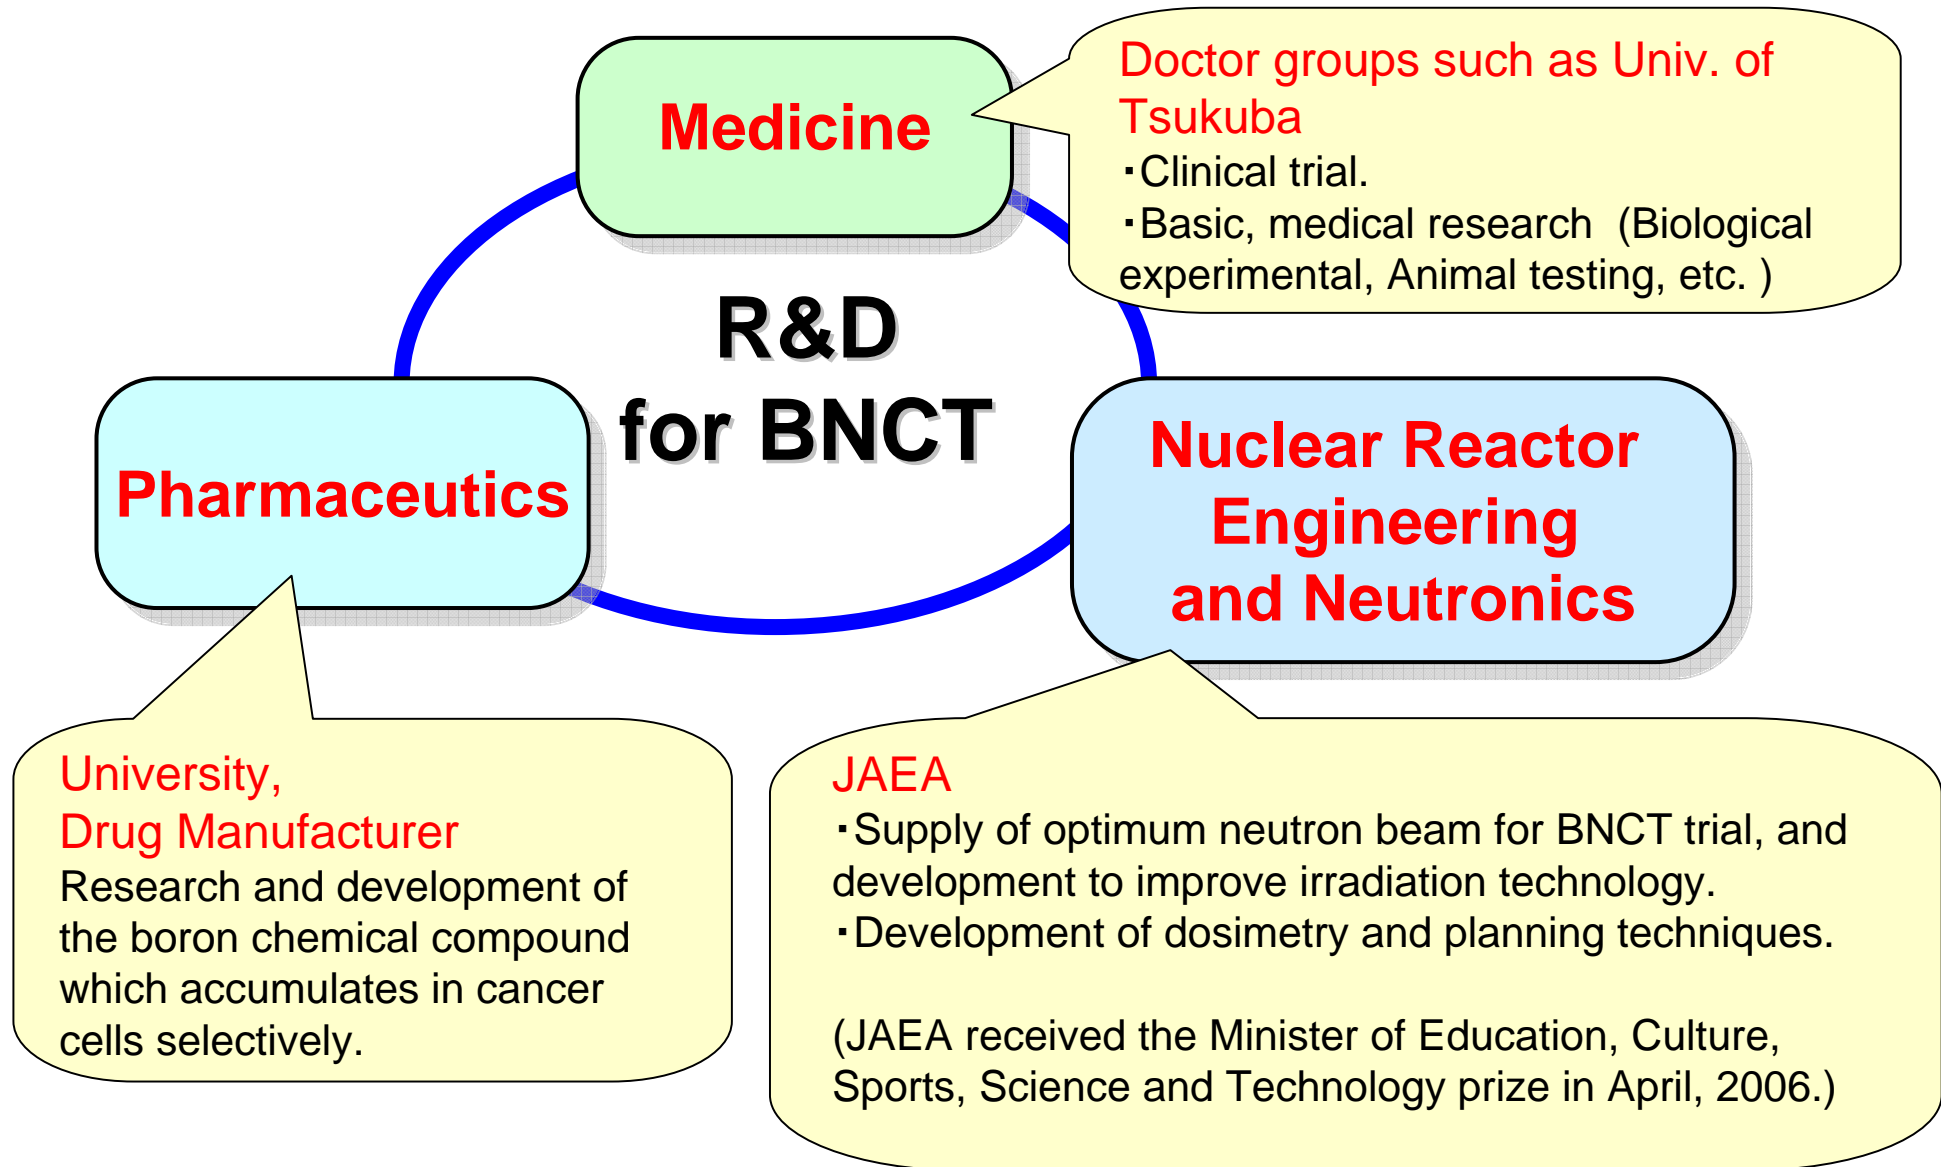 Medicine
Doctor groups such as Univ. of
Tsukuba
･Clinical trial.
･Basic, medical research  (Biological
experimental, Animal testing, etc. )
R&D
for BNCT
Pharmaceutics
Nuclear Reactor
Engineering
and Neutronics
University,
Drug Manufacturer
Research and development of
the boron chemical compound
which accumulates in cancer
cells selectively.
JAEA
･Supply of optimum neutron beam for BNCT trial, and
development to improve irradiation technology.
･Development of dosimetry and planning techniques.
(JAEA received the Minister of Education, Culture,
Sports, Science and Technology prize in April, 2006.)